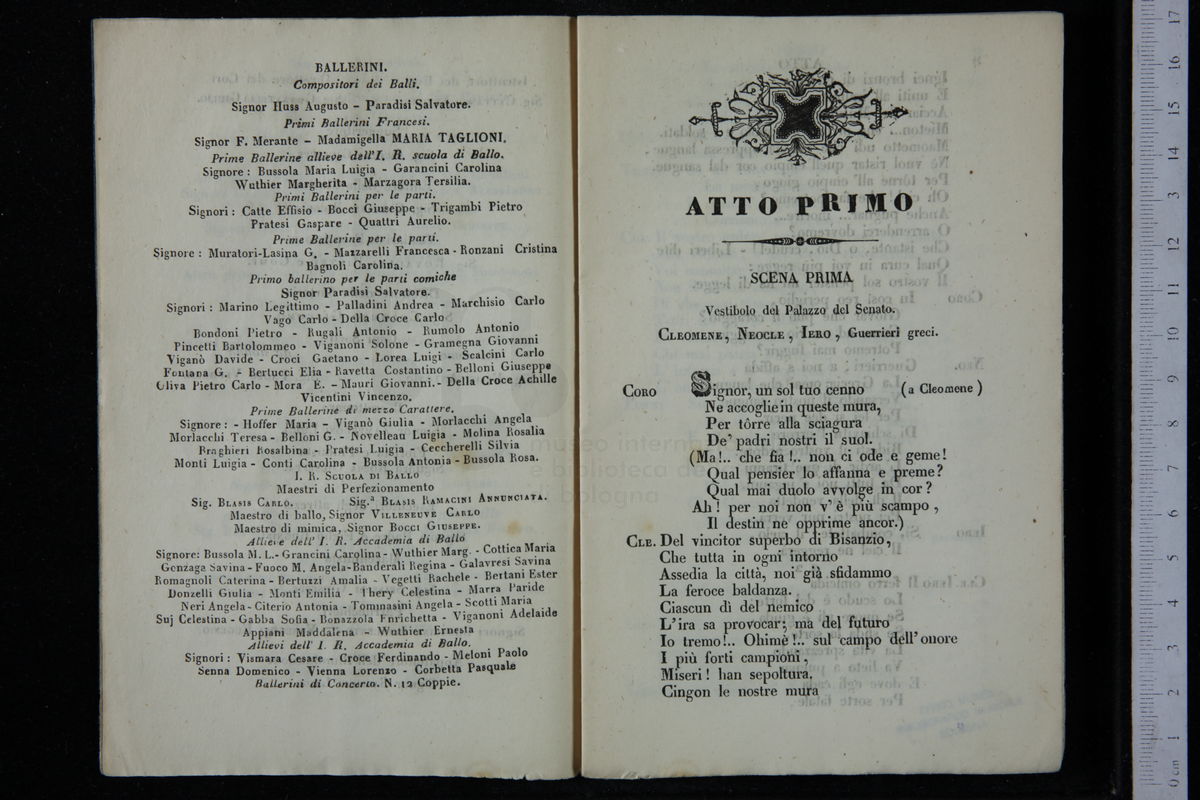 BALLERINI.
Compositori dei Balli.
Signor Huss Augusto - Paradisi Salvatore.
Primi Ballerini Francesi.
Signor F. Merante - Madamigella MARIA TAGLIONI.
Prime Ballerine allieve dell'I. R. scuola di Ballo.
Signore : Bussola Maria Luigia - Garancini Carolina
Wuthier Margherita - Marzagora Tersilia.
Primi Ballerini per le parti.
Signori : Catte Effisio - Bocci Giuseppe - Trigambi Pietro
Pratesi Gaspare - Quattri Aurelio.
Prime Ballerine per le parti.
Signore : Muratori-Lasina G. - Mazzarelli Francesca - Ronzani Cristina
Bagnoli Carolina.
Primo ballerino per le parti comiche
Signor Paradisi Salvatore.
Signori : Marino Legittimo - Palladini Andrea - Marchisio Carlo
Vago Carlo - Della Croce Carlo
Bondoni Pietro - Rugali Antonio - Rumolo Antonio
Pincetti Bartolommeo - Viganoni Solone - Gramegna Giovanni
Viganò Davide - Croci Gaetano - Lorea Luigi - Scalcini Carlo
Fontana G. - Bertucci Elia - Ravetta Costantino - Belloni Giuseppe
Oliva Pietro Carlo - Mora E. - Mauri Giovanni. - Della Croce Achille
Vicentini Vincenzo.
Prime Ballerine di mezzo Carattere.
Signore : - Hoffer Maria - Viganò Giulia - Morlacchi Angela
Morlacchi Teresa - Belloni G. - Novelleau Luigia - Molina Rosalia
Braghieri Rosalbina - Pratesi Luigia - Ceccherelli Silvia
Monti Luigia - Conti Carolina - Bussola Antonia - Bussola Rosa.
I. R. SCUOLA DI BALLO
Maestri di Perfezionamento
Sig. BLASIS CARLO. Sig.ª BLASIS RAMACINI ANNUNCIATA.
Maestro di ballo, Signor VILLENEUVE CARLO
Maestro di mimica, Signor BOCCI GIUSEPPE.
Allieve dell' I. R. Accademia di Ballo
Signore: Bussola M. L.- Grancini Carolina - Wuthier Marg. - Cottica Maria
Gonzaga Savina - Fuoco M. Angela - Banderali Regina - Galavresi Savina
Romagnoli Caterina - Bertuzzi Amalia - Vegetti Rachele - Bertani Ester
Donzelli Giulia - Monti Emilia - Thery Celestina - Marra Paride
Neri Angela - Citerio Antonia - Tommasini Angela - Scotti Maria
Suj Celestina - Gabba Sofia - Bonazzola Enrichetta - Viganoni Adelaide
Appiani Maddalena - Wuthier Ernesta
Allievi dell' I. R. Accademia di Ballo.
Signori : Vismara Cesare - Croce Ferdinando - Meloni Paolo
Senna Domenico - Vienna Lorenzo - Corbetta Pasquale
Ballerini di Concerto. N. 12 Coppie.
ATTO PRIMO
SCENA PRIMA
Vestibolo del Palazzo del Senato.
CLEOMENE, NEOCLE, IERO, Guerrieri greci.
CORO Signor, un sol tuo cenno (a Cleomene)
Ne accoglie in queste mura,
Per tôrre alla sciagura
De' padri nostri il suol.
(Ma!.. che fia!.. non ci ode e geme!
Qual pensier lo affanna e preme?
Qual mai duolo avvolge in cor?
Ah! per noi non v' è più scampo,
Il destin ne opprime ancor.)
CLE. Del vincitor superbo di Bisanzio,
Che tutta in ogni intorno
Assedia la città, noi già sfidammo
La feroce baldanza.
Ciascun dì del nemico
L'ira sa provocar; ma del futuro
Io tremo!.. Ohimè!.. sul campo dell'onore
I più forti campioni,
Miseri! han sepoltura.
Cingon le nostre mura